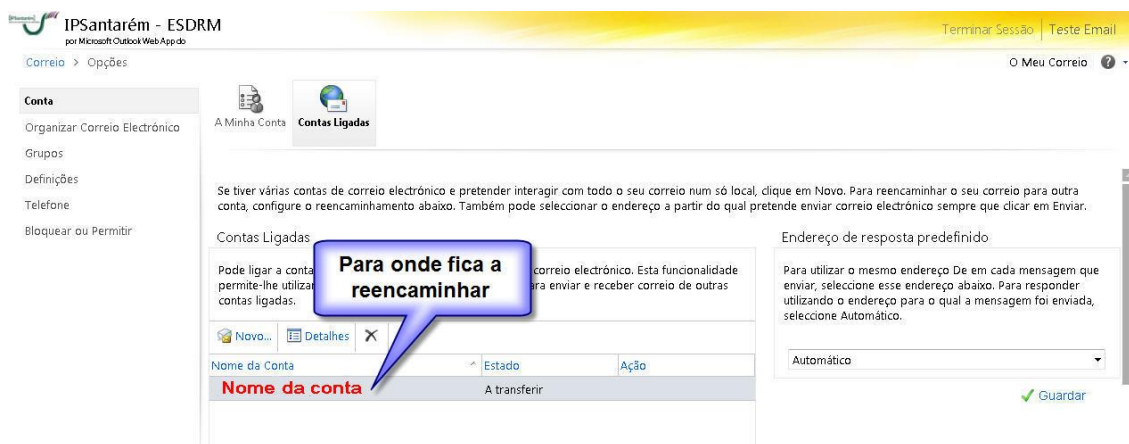 IPSantarém - ESDRM
por Microsoft Outlook Web App do
Terminar Sessão | Teste Email
Correio > Opções
O Meu Correio
Conta
Organizar Correio Electrónico
Grupos
Definições
Telefone
Bloquear ou Permitir
A Minha Conta
Contas Ligadas
Se tiver várias contas de correio electrónico e pretender interagir com todo o seu correio num só local, clique em Novo. Para reencaminhar o seu correio para outra
conta, configure o reencaminhamento abaixo. Também pode seleccionar o endereço a partir do qual pretende enviar correio electrónico sempre que clicar em Enviar.
Contas Ligadas
Pode ligar a conta correio electrónico. Esta funcionalidade
permite-lhe utilizar para enviar e receber correio de outras
contas ligadas.
Para onde fica a
reencaminhar
Novo... Detalhes
Nome da Conta Estado Ação
Nome da conta A transferir
Endereço de resposta predefinido
Para utilizar o mesmo endereço De em cada mensagem que
enviar, seleccione esse endereço abaixo. Para responder
utilizando o endereço para o qual a mensagem foi enviada,
seleccione Automático.
Automático
Guardar